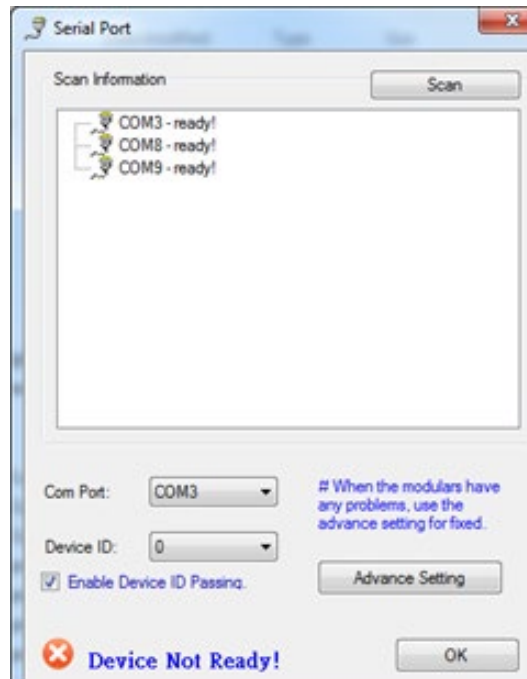 Serial Port
Scan Information
Scan
COM3 - ready!
COM8 - ready!
COM9 - ready!
Com Port:
COM3
# When the modulars have
any problems, use the
advance setting for fixed.
Device ID:
0
Enable Device ID Passing.
Advance Setting
Device Not Ready!
OK